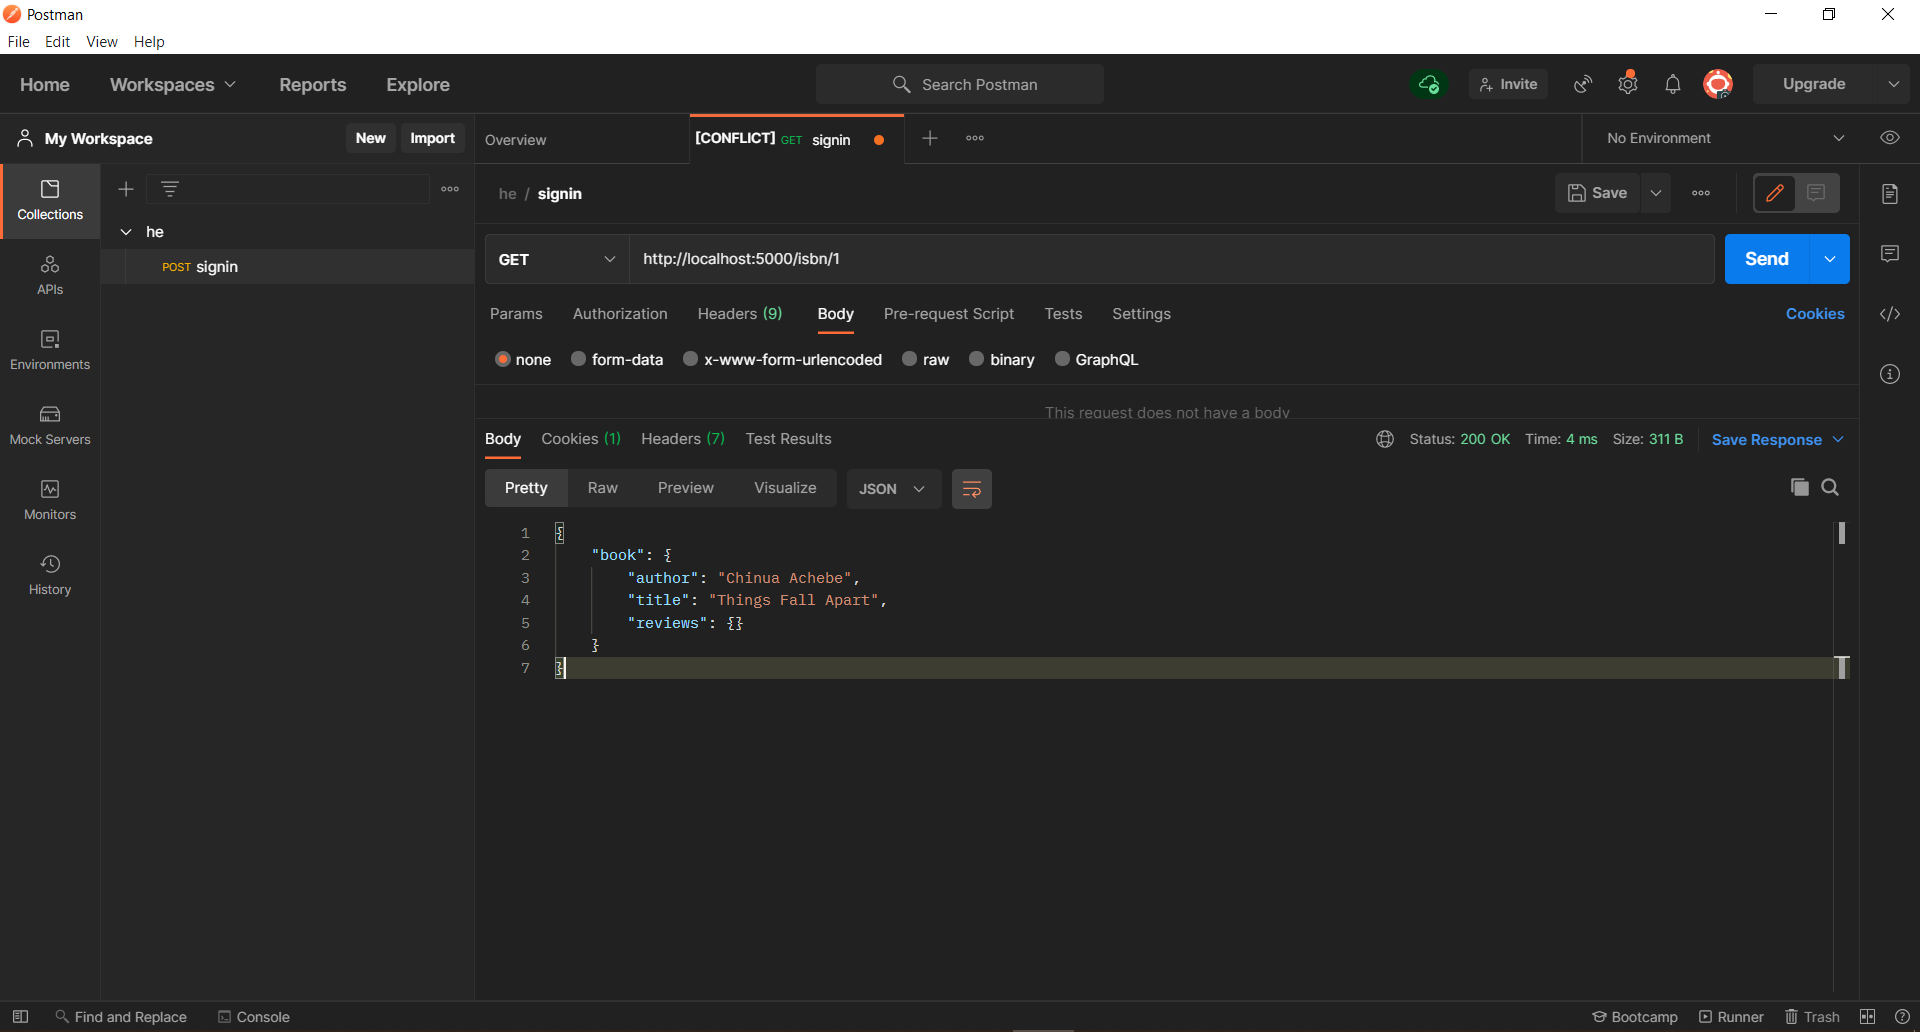 Postman
File Edit View Help
Home Workspaces Reports Explore Search Postman Invite Upgrade
My Workspace New Import Overview [CONFLICT] GET signin No Environment
Collections
he
POST signin
APIs
Environments
Mock Servers
Monitors
History
he / signin Save
GET http://localhost:5000/isbn/1 Send
Params Authorization Headers (9) Body Pre-request Script Tests Settings Cookies
none form-data x-www-form-urlencoded raw binary GraphQL
This request does not have a body
Body Cookies (1) Headers (7) Test Results Status: 200 OK Time: 4 ms Size: 311 B Save Response
Pretty Raw Preview Visualize JSON
1 {
2 "book": {
3 "author": "Chinua Achebe",
4 "title": "Things Fall Apart",
5 "reviews": {}
6 }
7 }
Find and Replace Console Bootcamp Runner Trash